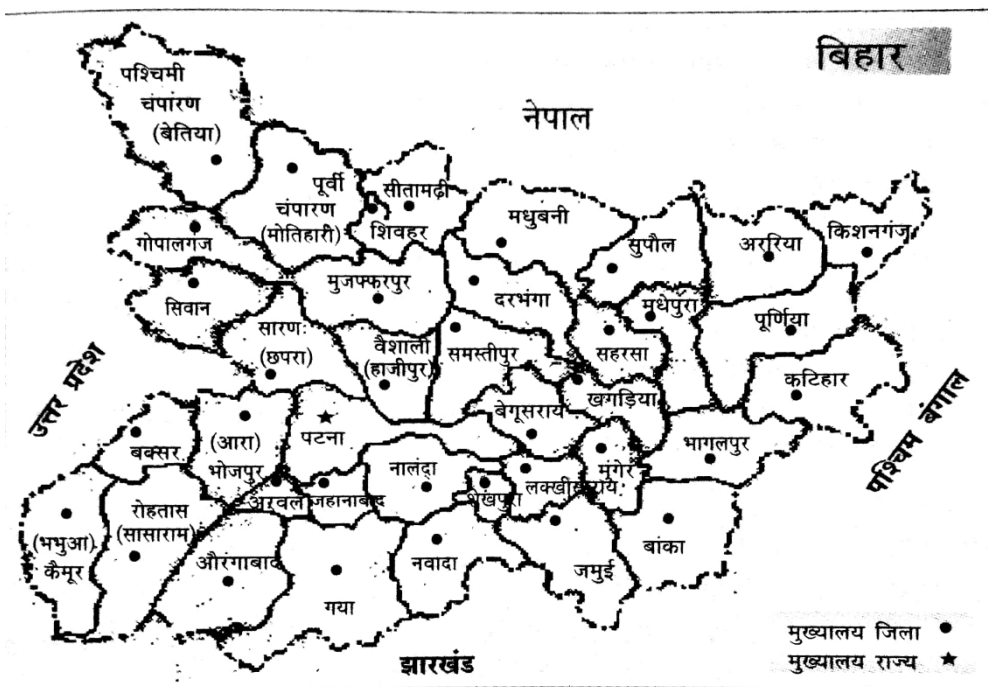 बिहार
नेपाल
पश्चिमी
चंपारण
(बेतिया)
पूर्वी
चंपारण
(मोतिहारी)
सीतामढ़ी
शिवहर
मधुबनी
सुपौल
अररिया
किशनगंज
गोपालगंज
सिवान
मुजफ्फरपुर
दरभंगा
मधेपुरा
पूर्णिया
सारण
(छपरा)
वैशाली
(हाजीपुर)
समस्तीपुर
सहरसा
कटिहार
उत्तर प्रदेश
पश्चिम बंगाल
बेगूसराय
खगड़िया
भागलपुर
बक्सर
(आरा)
भोजपुर
पटना
नालंदा
मुंगेर
अरवल
जहानाबाद
शेखपुरा
लक्खीसराय
रोहतास
(सासाराम)
(भभुआ)
कैमूर
औरंगाबाद
गया
नवादा
जमुई
बांका
झारखंड
मुख्यालय जिला
मुख्यालय राज्य